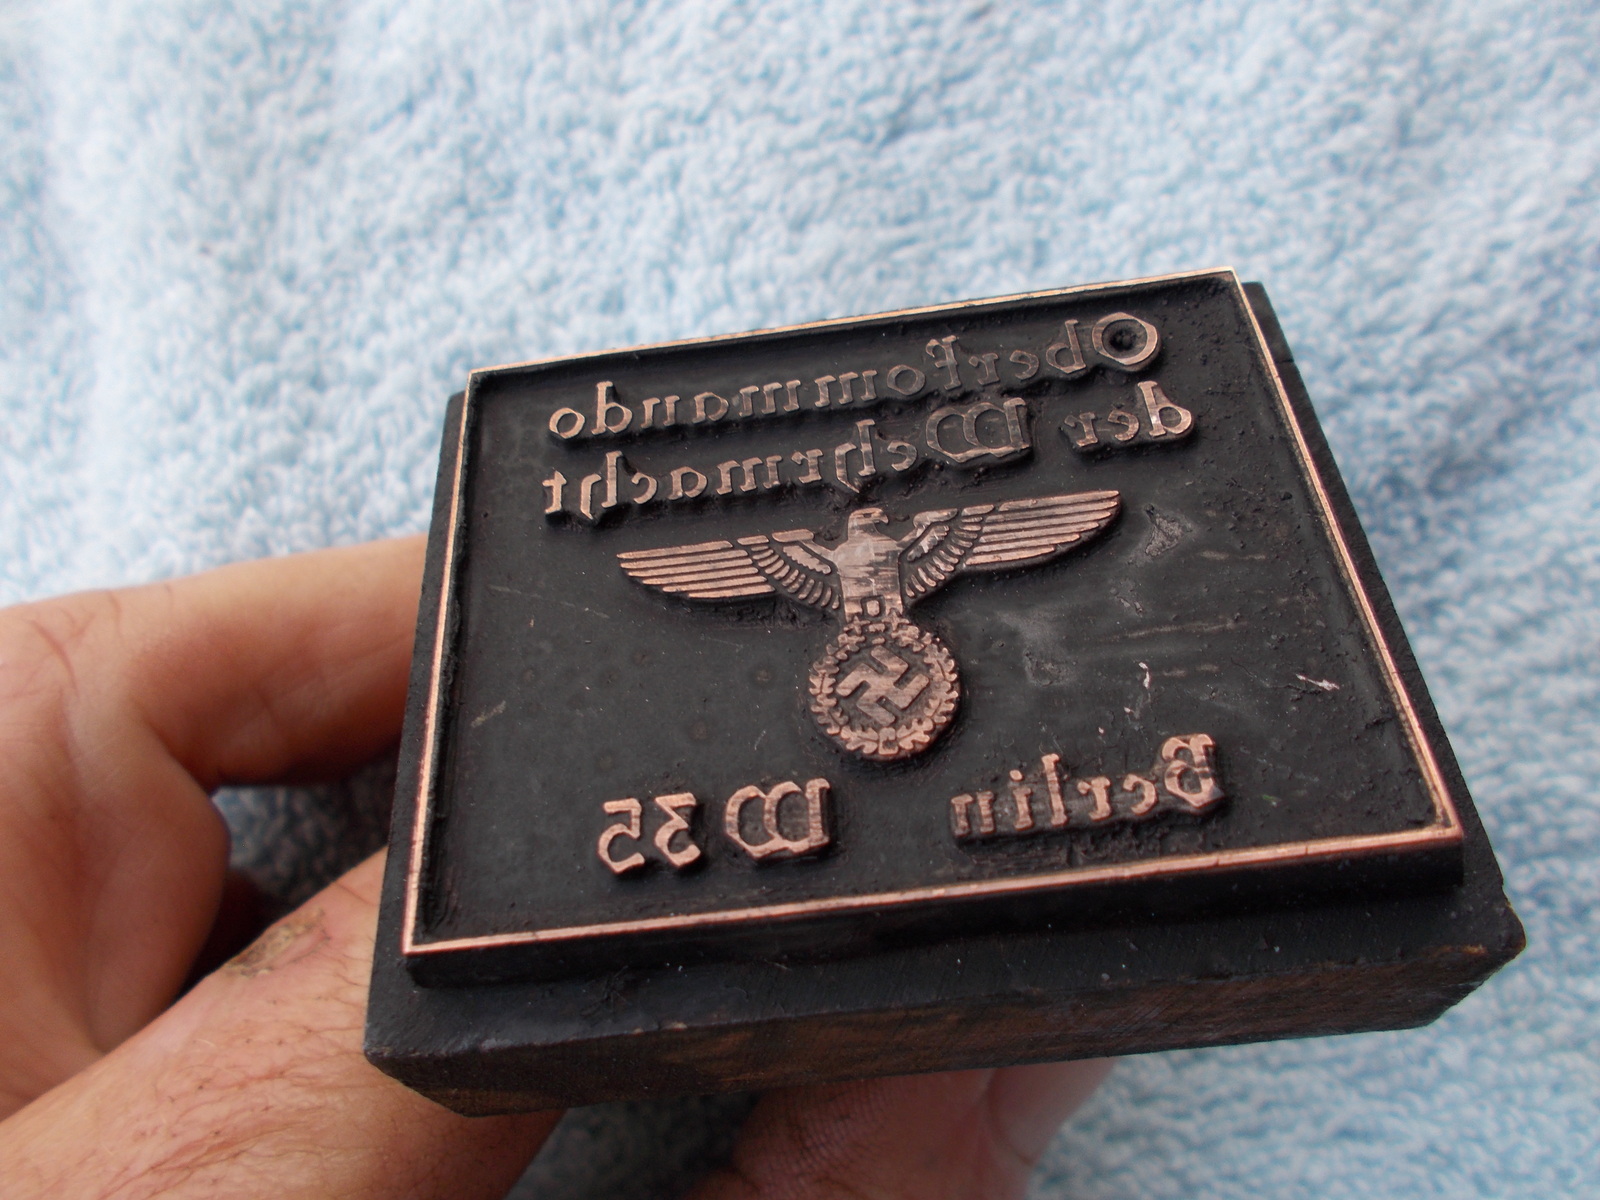 Oberkommando
der Wehrmacht
Berlin W 35